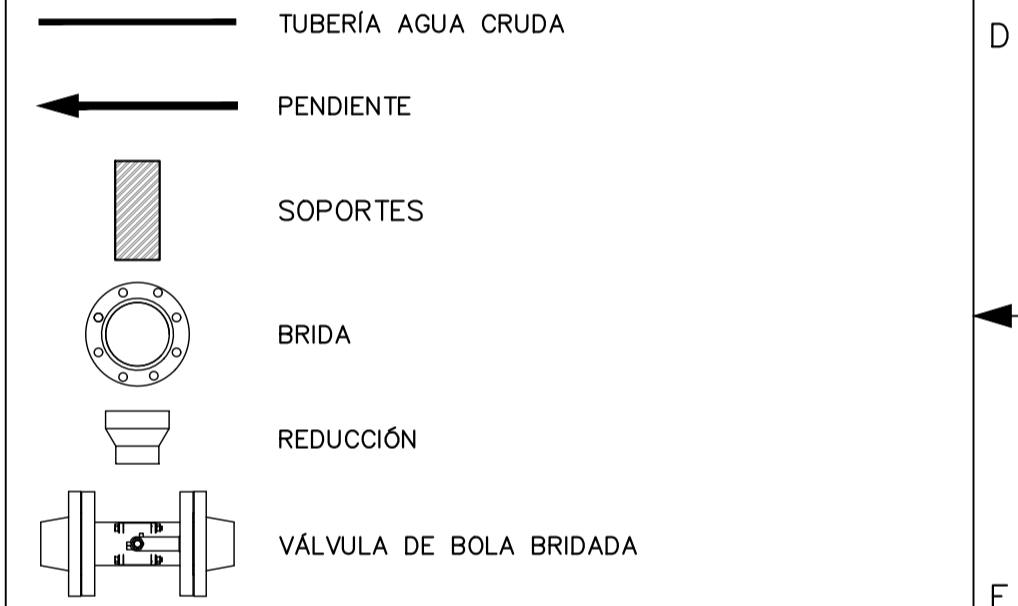 TUBERÍA AGUA CRUDA
D
PENDIENTE
SOPORTES
BRIDA
REDUCCIÓN
VÁLVULA DE BOLA BRIDADA